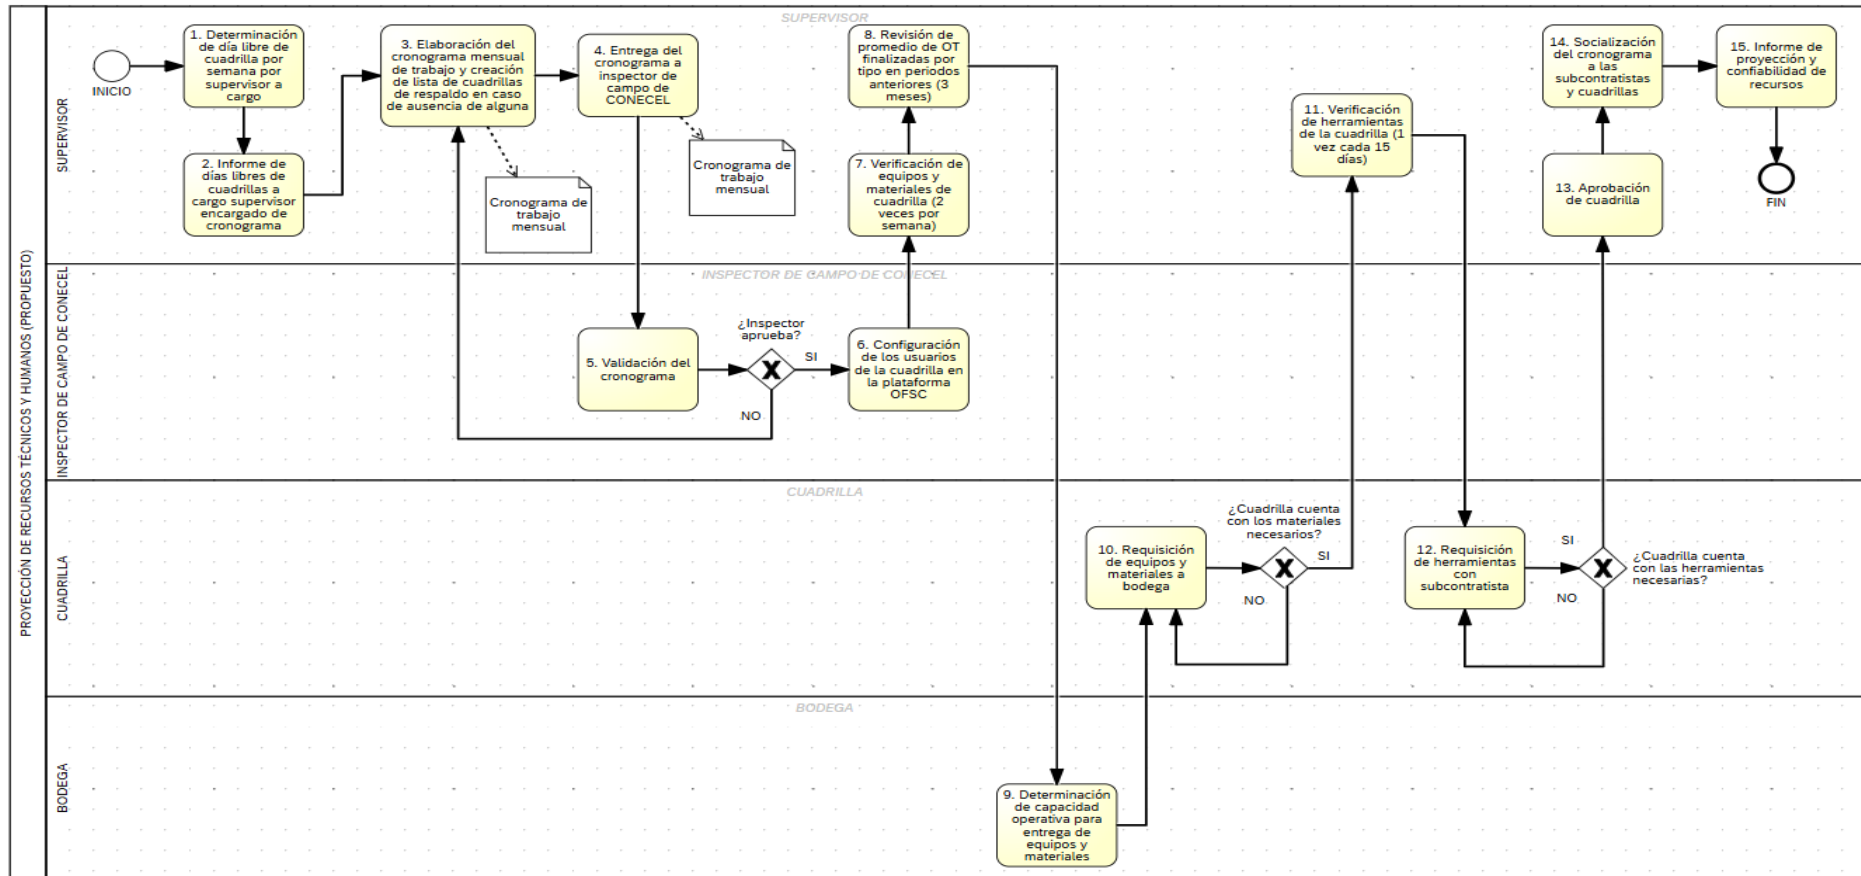 PROYECCIÓN DE RECURSOS TÉCNICOS Y HUMANOS (PROPUESTO)
SUPERVISOR
SUPERVISOR
INICIO
1. Determinación
de día libre de
cuadrilla por
semana por
supervisor a
cargo
2. Informe de
días libres de
cuadrillas a
cargo supervisor
encargado de
cronograma
3. Elaboración del
cronograma mensual
de trabajo y creación
de lista de cuadrillas
de respaldo en caso
de ausencia de alguna
Cronograma de
trabajo
mensual
4. Entrega del
cronograma a
inspector de
campo de
CONECEL
Cronograma de
trabajo
mensual
8. Revisión de
promedio de OT
finalizadas por
tipo en periodos
anteriores (3
meses)
7. Verificación de
equipos y
materiales de
cuadrilla (2
veces por
semana)
11. Verificación
de herramientas
de la cuadrilla (1
vez cada 15
días)
14. Socialización
del cronograma
a las
subcontratistas
y cuadrillas
13. Aprobación
de cuadrilla
15. Informe de
proyección y
confiabilidad de
recursos
FIN
INSPECTOR DE CAMPO DE CONECEL
INSPECTOR DE CAMPO DE CONECEL
5. Validación del
cronograma
¿Inspector
aprueba?
SI
NO
6. Configuración
de los usuarios
de la cuadrilla en
la plataforma
OFSC
CUADRILLA
CUADRILLA
10. Requisición
de equipos y
materiales a
bodega
¿Cuadrilla cuenta
con los materiales
necesarios?
SI
NO
12. Requisición
de herramientas
con
subcontratista
SI
NO
¿Cuadrilla cuenta
con las herramientas
necesarias?
BODEGA
BODEGA
9. Determinación
de capacidad
operativa para
entrega de
equipos y
materiales